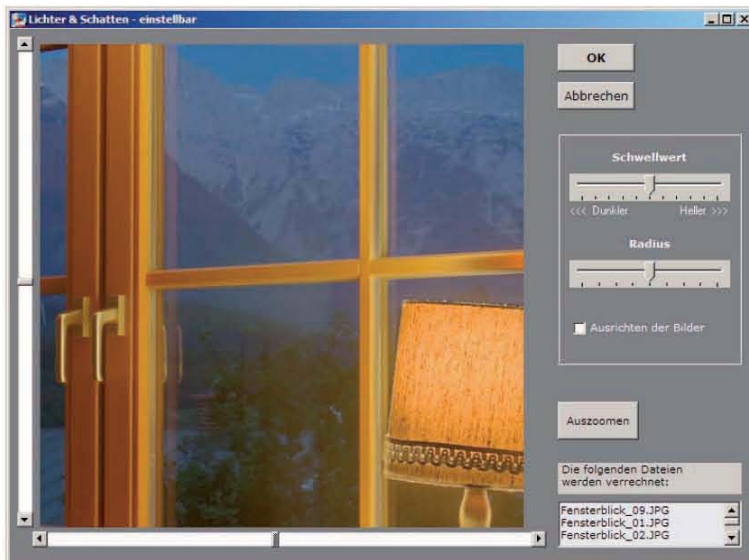 Lichter & Schatten - einstellbar
OK
Abbrechen
Schwellwert
<<< Dunkler Heller >>>
Radius
Ausrichten der Bilder
Auszoomen
Die folgenden Dateien
werden verrechnet:
Fensterblick_09.JPG
Fensterblick_01.JPG
Fensterblick_02.JPG